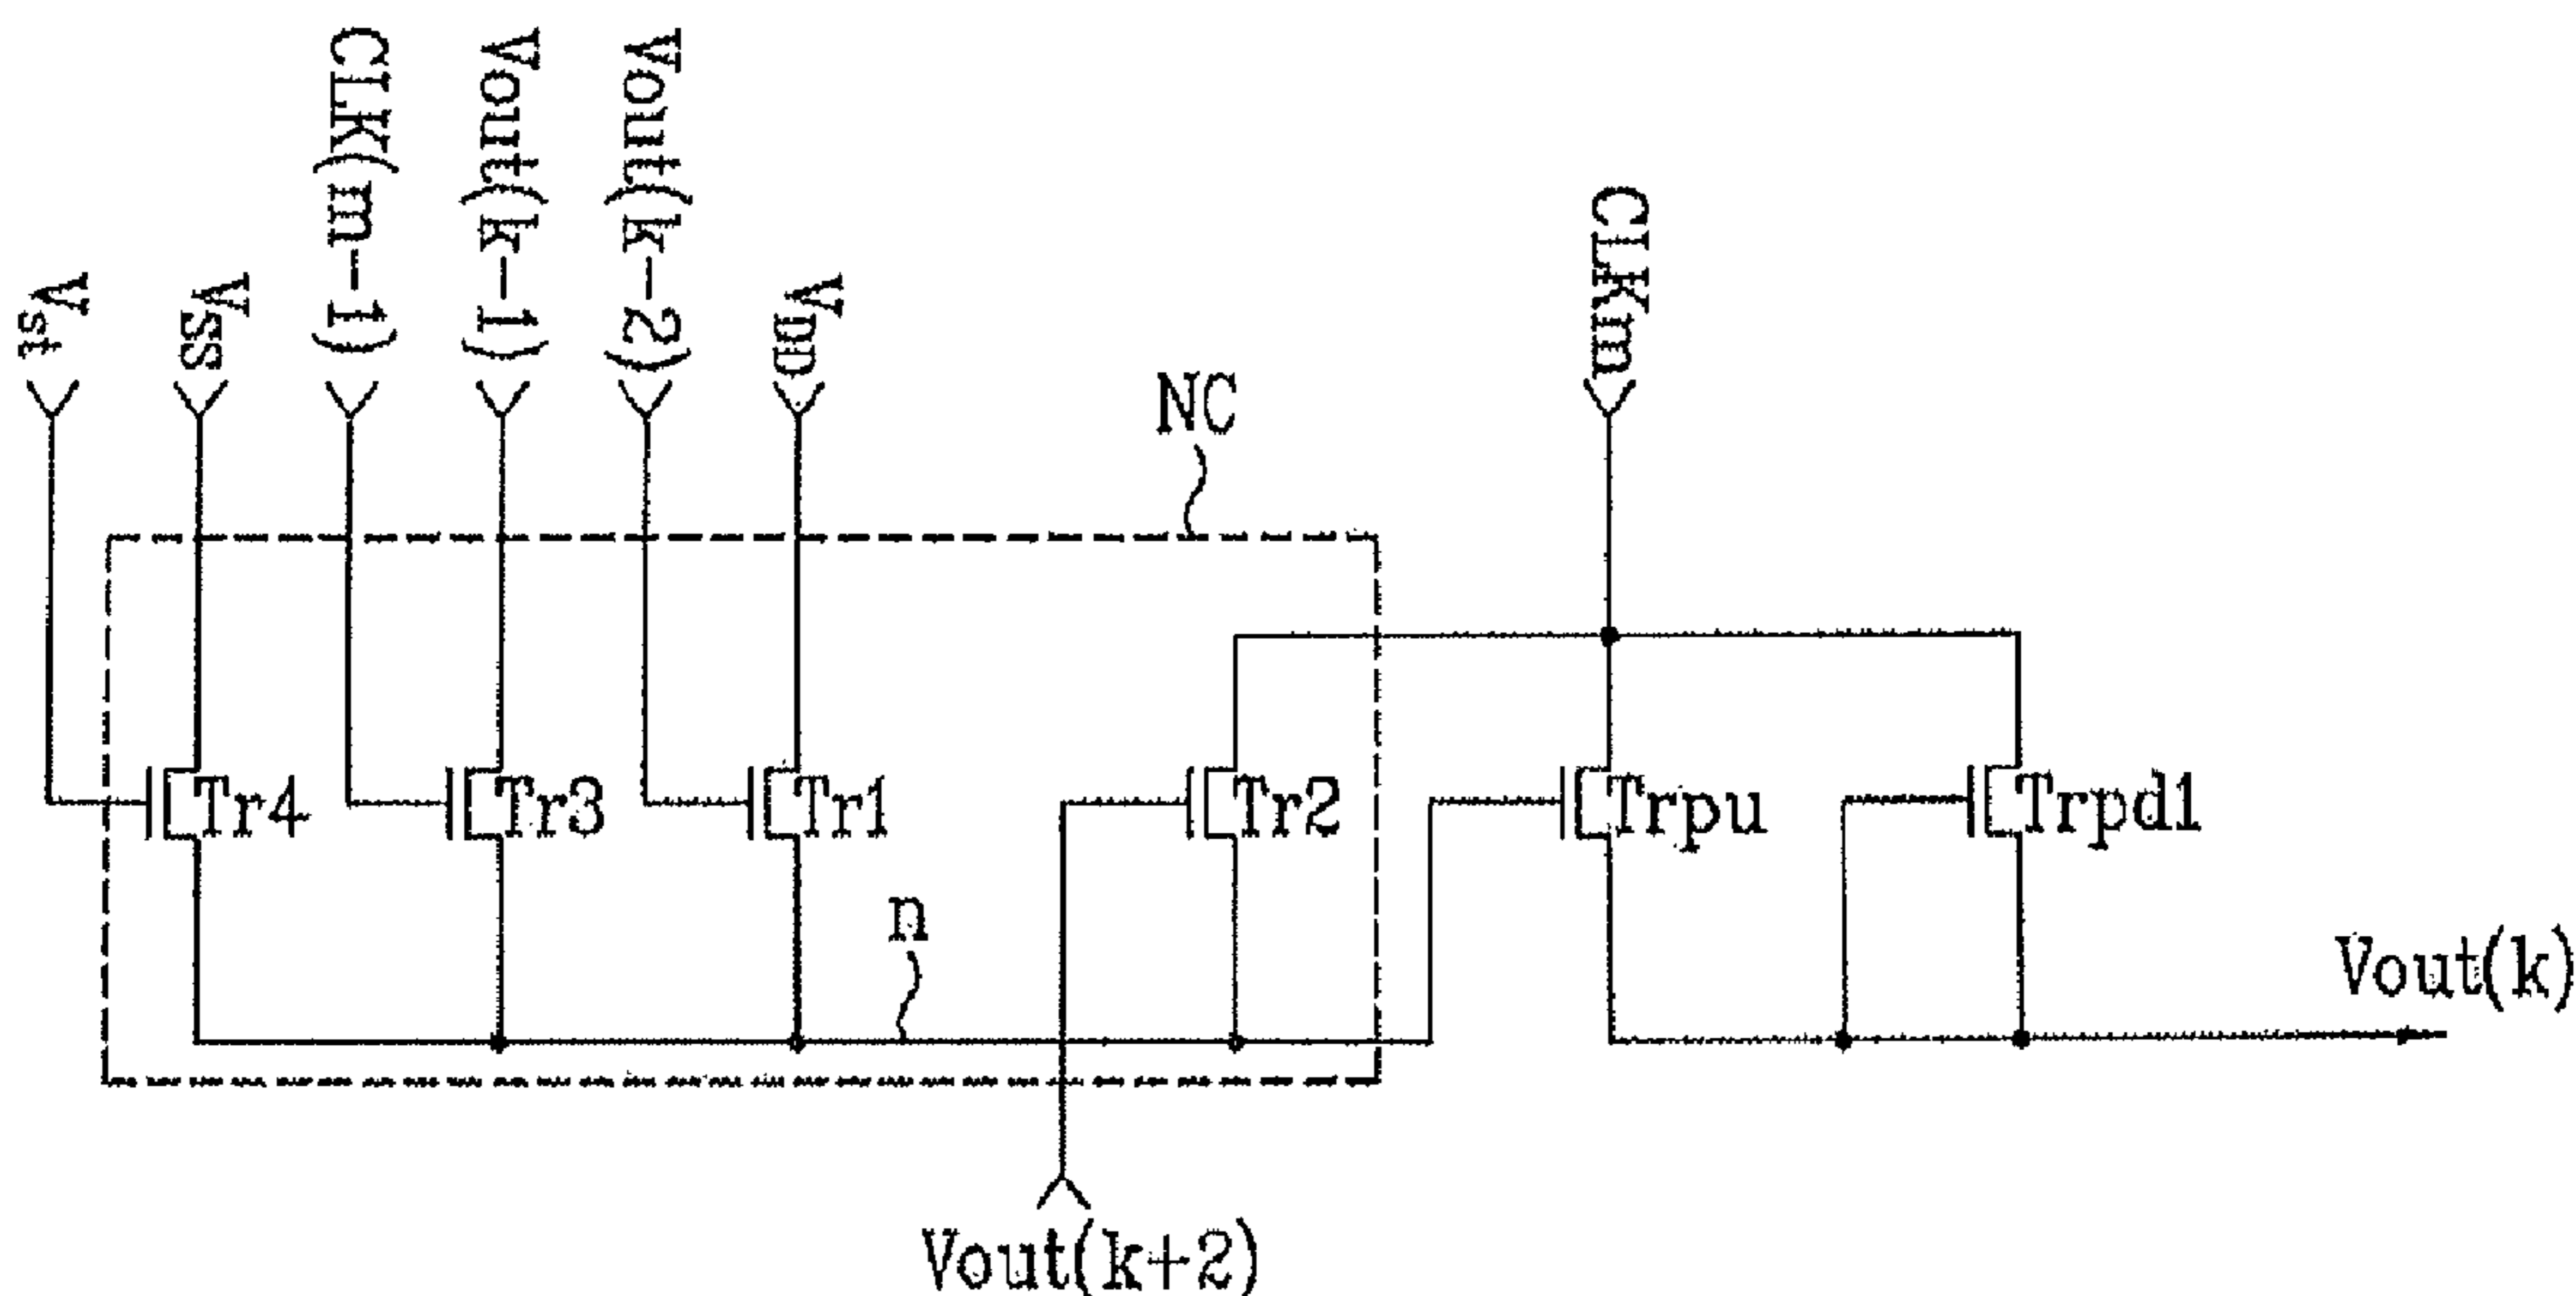 Vst
VSS
CLK(m-1)
Vout(k-1)
Vout(k-2)
VDD
CLKm
NC
Tr4
Tr3
Tr1
Tr2
Trpu
Trpd1
n
Vout(k)
Vout(k+2)